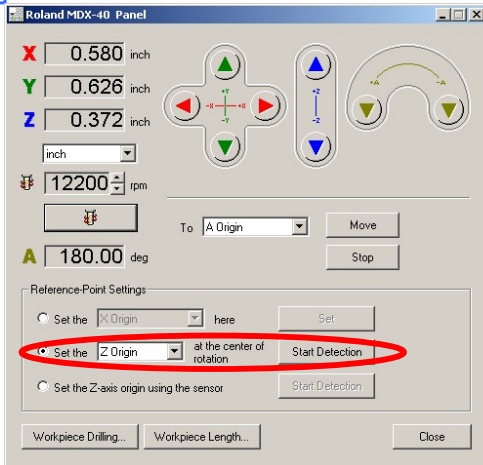 Roland MDX-40 Panel
X 0.580 inch
Y 0.626 inch
Z 0.372 inch
+Y
-X +X
-Y
+Z
-Z
+A -A
inch
12200 rpm
To A Origin Move
A 180.00 deg Stop
Reference-Point Settings
Set the X Origin here Set
Set the Z Origin at the center of rotation Start Detection
Set the Z-axis origin using the sensor Start Detection
Workpiece Drilling... Workpiece Length... Close